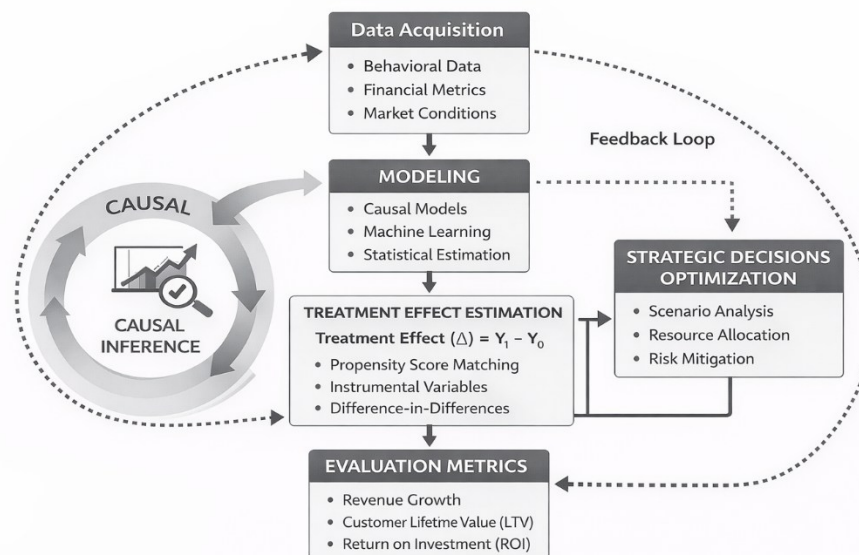 Data Acquisition
• Behavioral Data
• Financial Metrics
• Market Conditions
Feedback Loop
MODELING
• Causal Models
• Machine Learning
• Statistical Estimation
CAUSAL
CAUSAL
INFERENCE
STRATEGIC DECISIONS
OPTIMIZATION
• Scenario Analysis
• Resource Allocation
• Risk Mitigation
TREATMENT EFFECT ESTIMATION
Treatment Effect (Δ) = Y₁ − Y₀
• Propensity Score Matching
• Instrumental Variables
• Difference-in-Differences
EVALUATION METRICS
• Revenue Growth
• Customer Lifetime Value (LTV)
• Return on Investment (ROI)